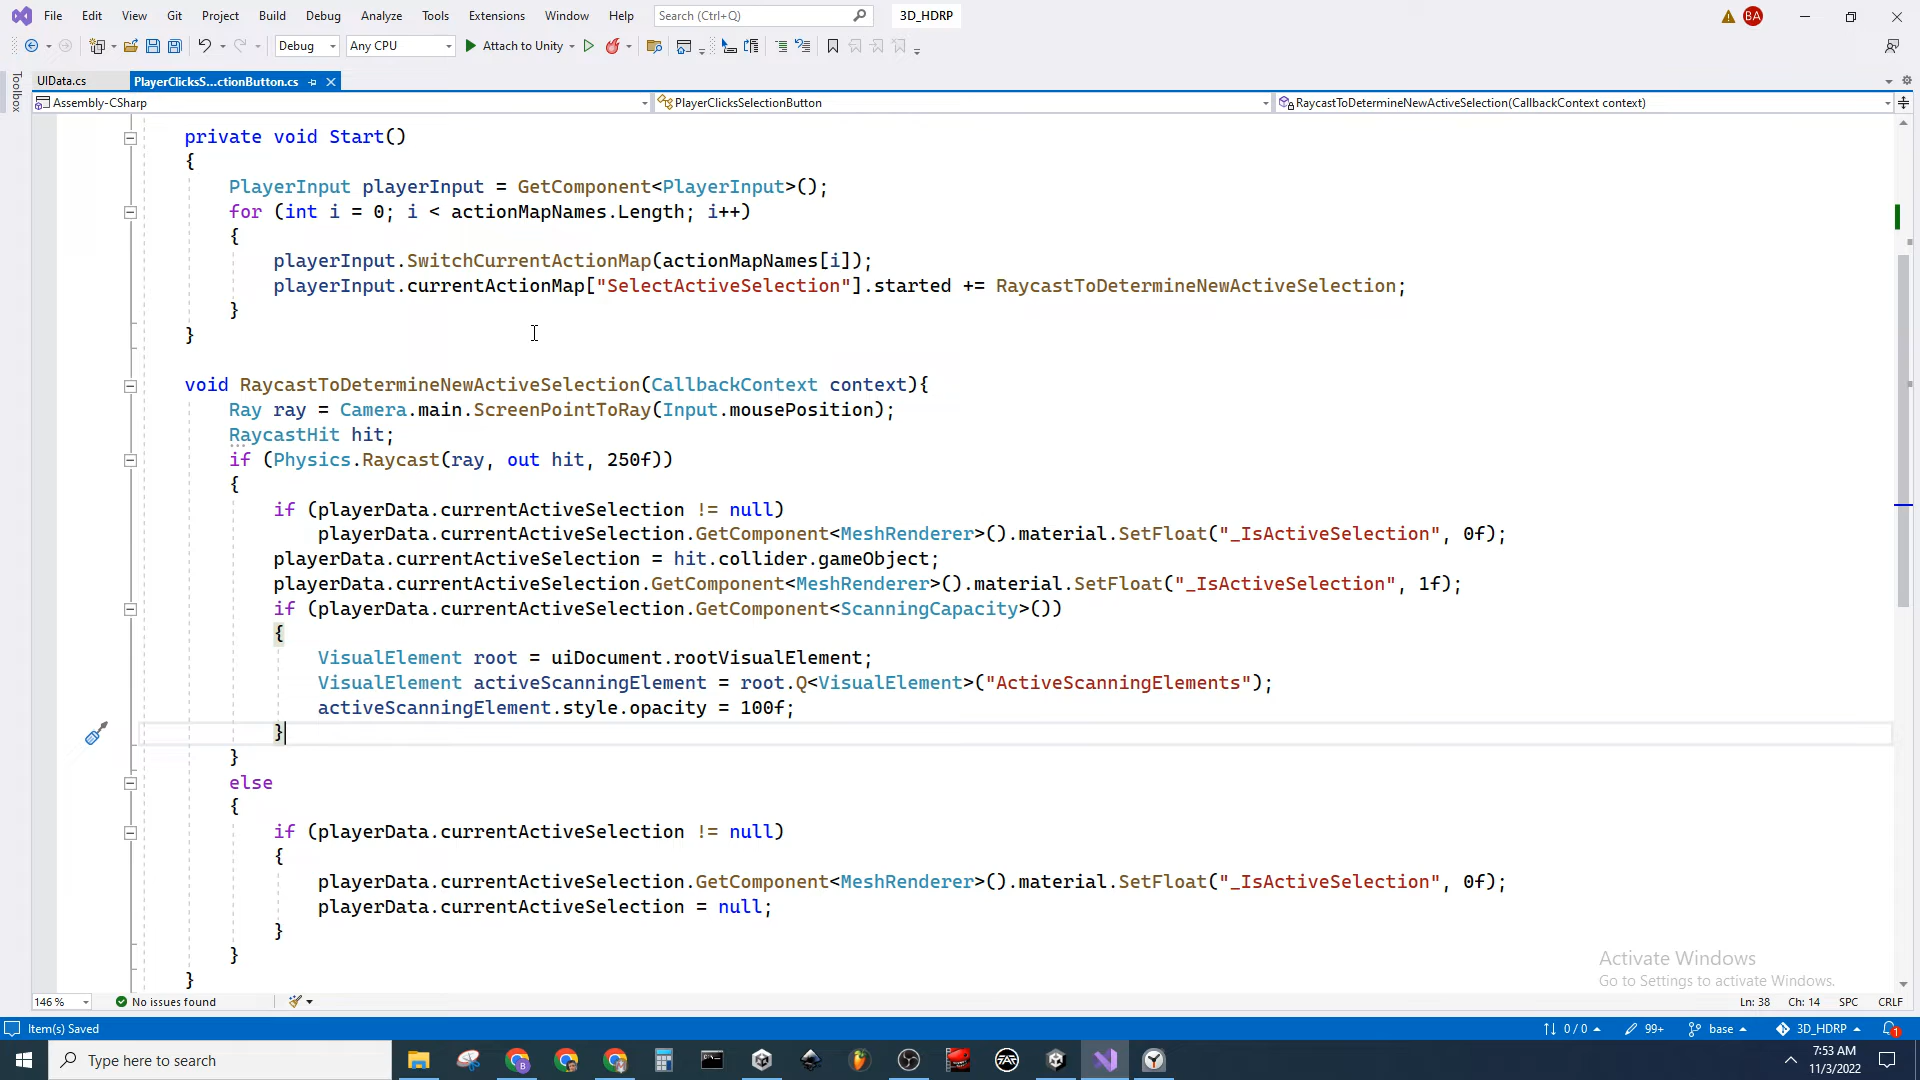 File Edit View Git Project Build Debug Analyze Tools Extensions Window Help Search (Ctrl+Q) 3D_HDRP BA
Debug Any CPU Attach to Unity
Toolbox
UIData.cs PlayerClicksS...ctionButton.cs
Assembly-CSharp PlayerClicksSelectionButton RaycastToDetermineNewActiveSelection(CallbackContext context)
private void Start()
{
PlayerInput playerInput = GetComponent<PlayerInput>();
for (int i = 0; i < actionMapNames.Length; i++)
{
playerInput.SwitchCurrentActionMap(actionMapNames[i]);
playerInput.currentActionMap["SelectActiveSelection"].started += RaycastToDetermineNewActiveSelection;
}
}
void RaycastToDetermineNewActiveSelection(CallbackContext context){
Ray ray = Camera.main.ScreenPointToRay(Input.mousePosition);
RaycastHit hit;
if (Physics.Raycast(ray, out hit, 250f))
{
if (playerData.currentActiveSelection != null)
playerData.currentActiveSelection.GetComponent<MeshRenderer>().material.SetFloat("_IsActiveSelection", 0f);
playerData.currentActiveSelection = hit.collider.gameObject;
playerData.currentActiveSelection.GetComponent<MeshRenderer>().material.SetFloat("_IsActiveSelection", 1f);
if (playerData.currentActiveSelection.GetComponent<ScanningCapacity>())
{
VisualElement root = uiDocument.rootVisualElement;
VisualElement activeScanningElement = root.Q<VisualElement>("ActiveScanningElements");
activeScanningElement.style.opacity = 100f;
}
}
else
{
if (playerData.currentActiveSelection != null)
{
playerData.currentActiveSelection.GetComponent<MeshRenderer>().material.SetFloat("_IsActiveSelection", 0f);
playerData.currentActiveSelection = null;
}
}
}
Activate Windows
Go to Settings to activate Windows.
146 % No issues found Ln: 38 Ch: 14 SPC CRLF
Item(s) Saved 0 / 0 99+ base 3D_HDRP 1
Type here to search 7:53 AM
11/3/2022